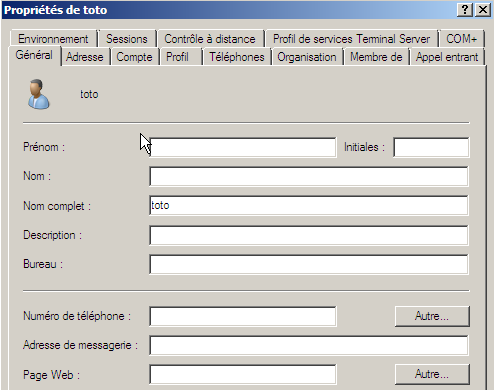 Propriétés de toto
Environnement Sessions Contrôle à distance Profil de services Terminal Server COM+
Général Adresse Compte Profil Téléphones Organisation Membre de Appel entrant
toto
Prénom : Initiales :
Nom :
Nom complet : toto
Description :
Bureau :
Numéro de téléphone : Autre...
Adresse de messagerie :
Page Web : Autre...